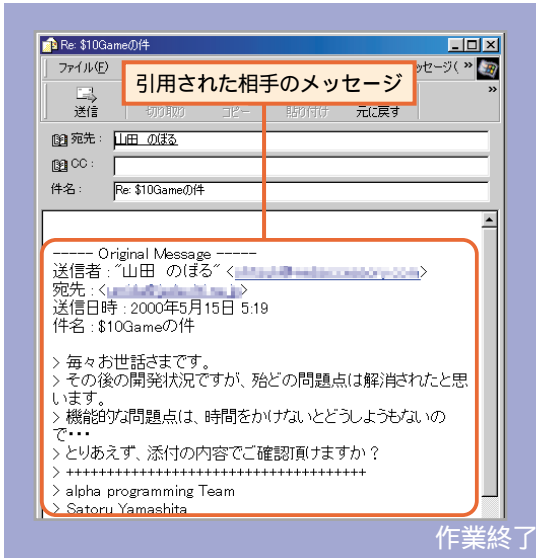 Re: $10Gameの件
ファイル(F)
ッセージ( »
引用された相手のメッセージ
送信 切り取り コピー 貼り付け 元に戻す
»
宛先: 山田 のぼる
CC:
件名: Re: $10Gameの件
----- Original Message -----
送信者 : "山田 のぼる" < >
宛先 : < >
送信日時 : 2000年5月15日 5:19
件名 : $10Gameの件
> 毎々お世話さまです。
> その後の開発状況ですが、殆どの問題点は解消されたと思
います。
> 機能的な問題点は、時間をかけないとどうしようもないの
で・・・
> とりあえず、添付の内容でご確認頂けますか?
> ++++++++++++++++++++++++++++++++++++
> alpha programming Team
> Satoru Yamashita
作業終了